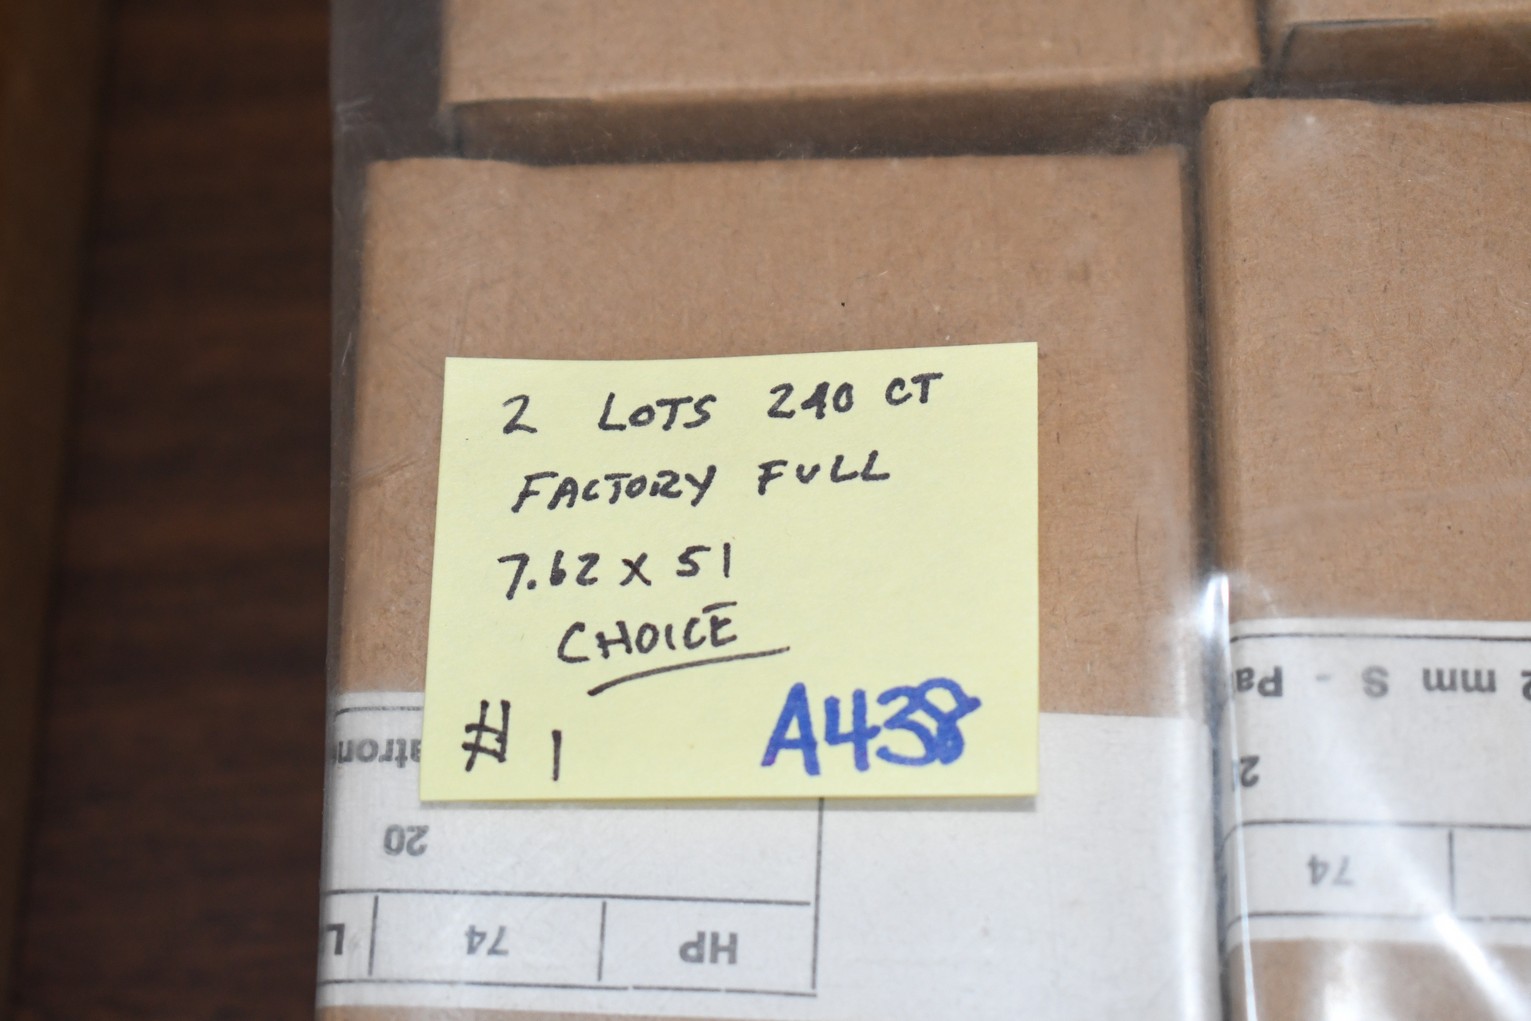 2 LOTS 240 CT
FACTORY FULL
7.62 x 51
CHOICE
# 1 A438
20
HP 74 L
2 mm S - Pa
2
74